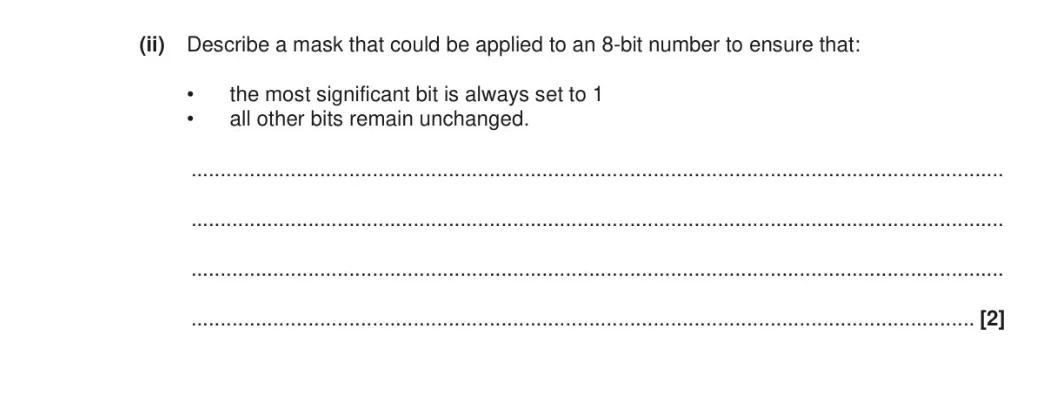 (ii) Describe a mask that could be applied to an 8-bit number to ensure that:
• the most significant bit is always set to 1
• all other bits remain unchanged.
..........................................................................................................................................
..........................................................................................................................................
..........................................................................................................................................
..................................................................................................................................... [2]